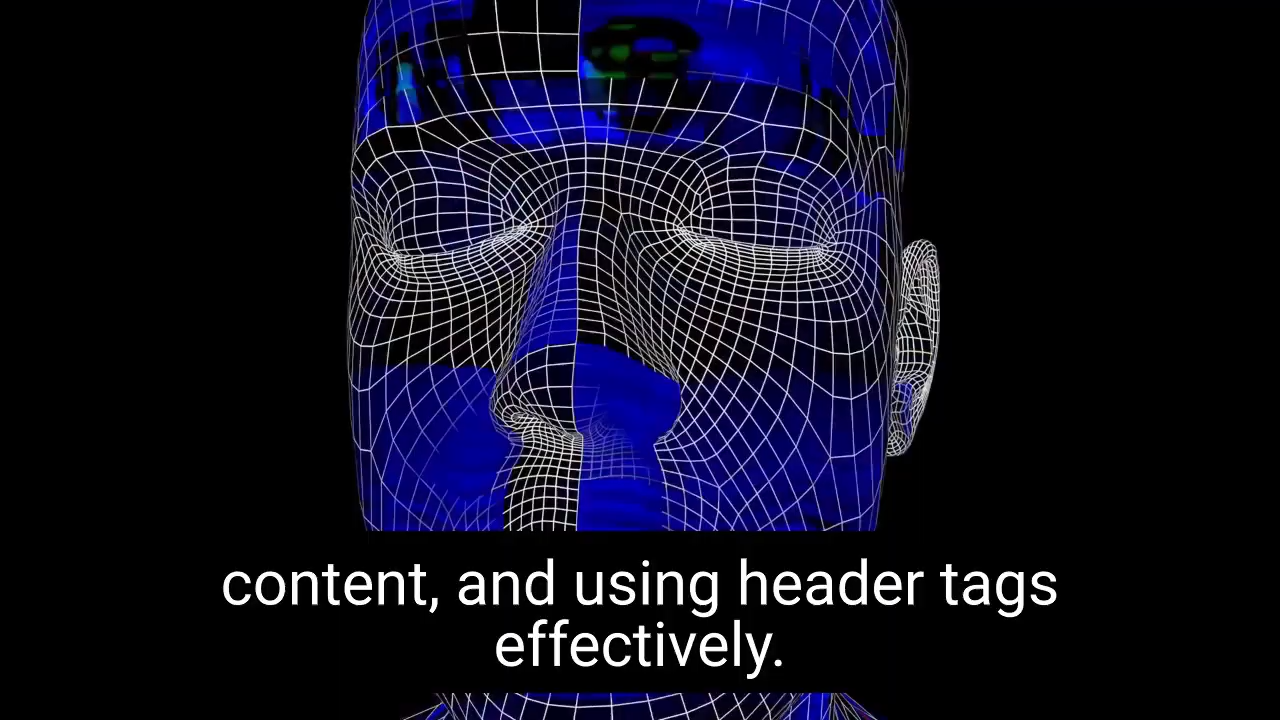 content, and using header tags
effectively.